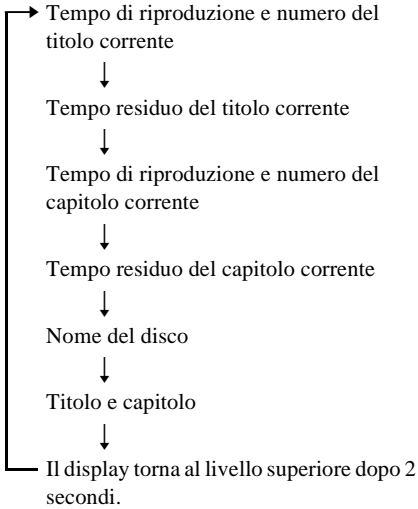 Tempo di riproduzione e numero del
titolo corrente
Tempo residuo del titolo corrente
Tempo di riproduzione e numero del
capitolo corrente
Tempo residuo del capitolo corrente
Nome del disco
Titolo e capitolo
Il display torna al livello superiore dopo 2
secondi.